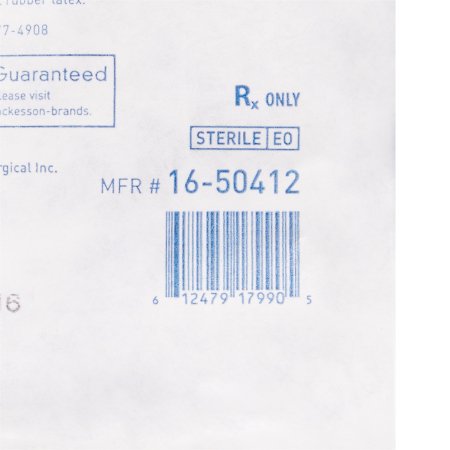 rubber latex.
7-4908
Guaranteed
lease visit
ckesson-brands.
Rx ONLY
STERILE EO
rgical Inc.
MFR # 16-50412
6 12479 17990 5
16